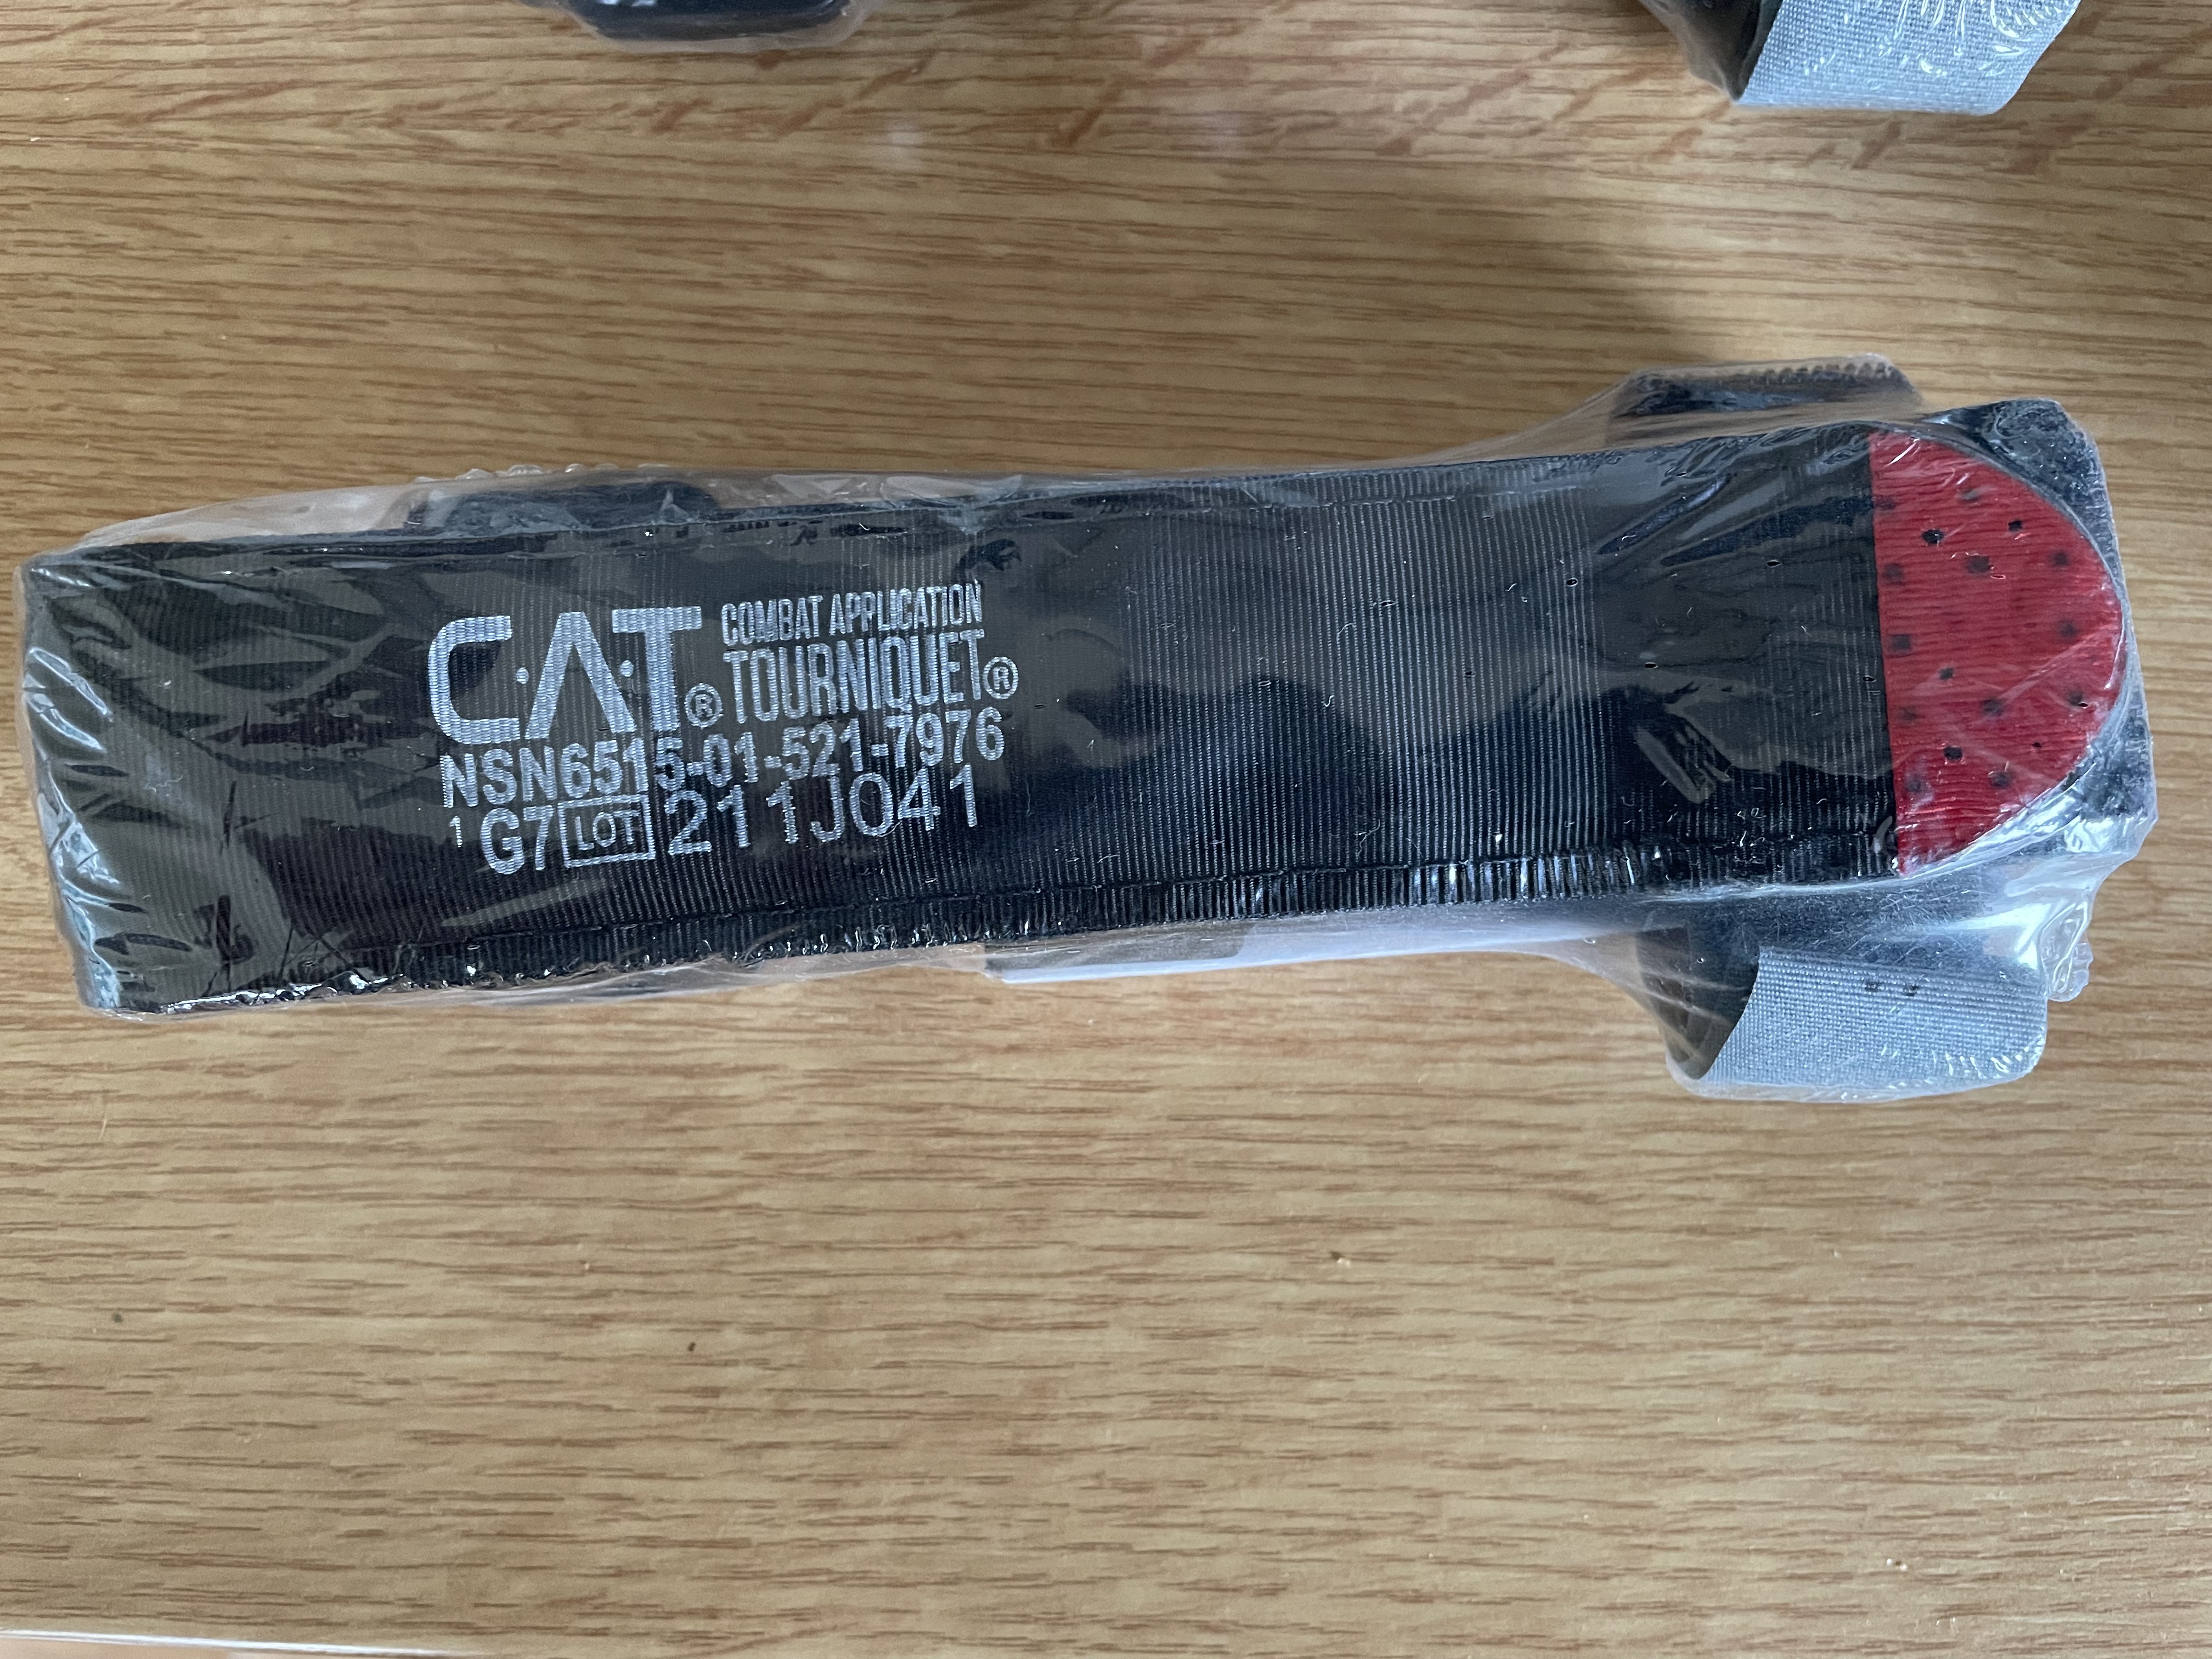 C·A·T® COMBAT APPLICATION
TOURNIQUET®
NSN6515-01-521-7976
1 G7 LOT 211J041